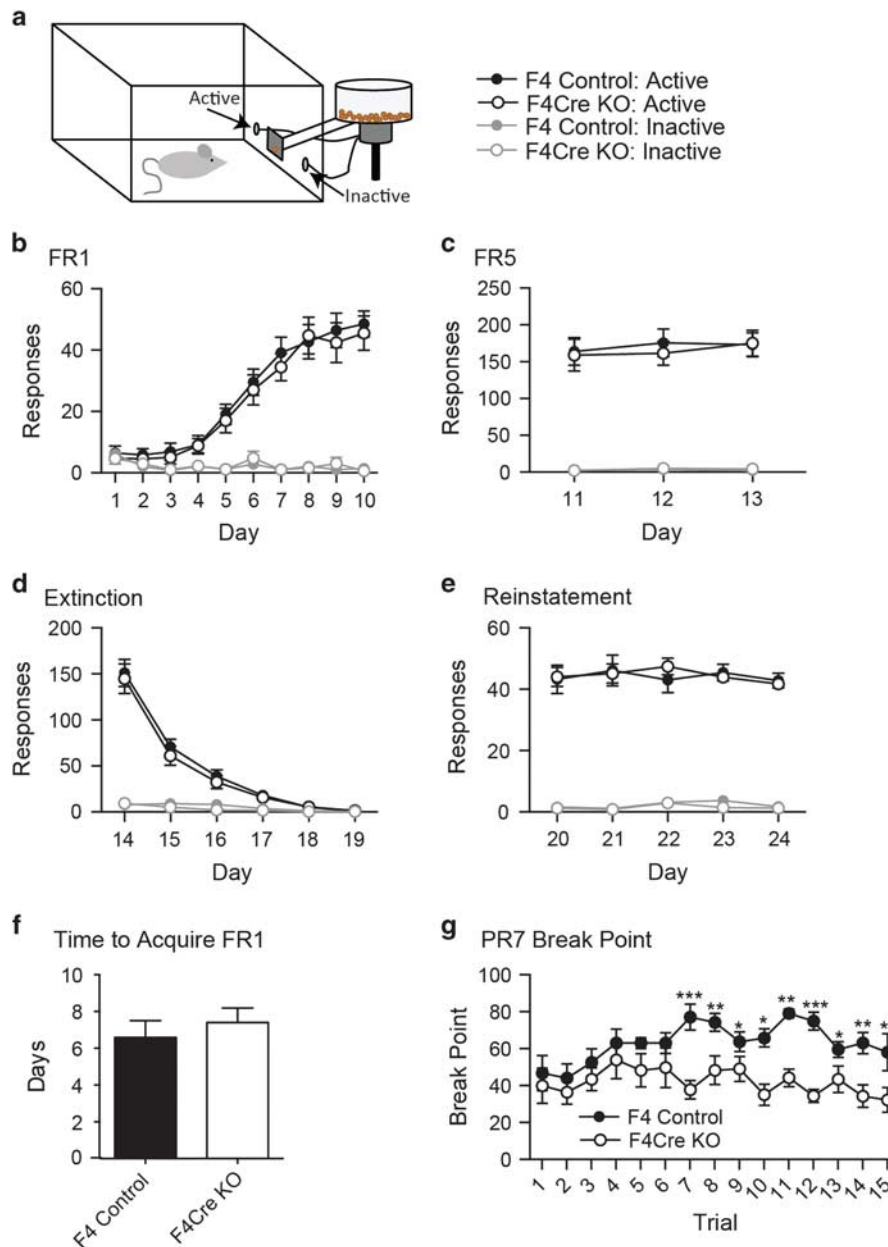 a
Active
Inactive
F4 Control: Active
F4Cre KO: Active
F4 Control: Inactive
F4Cre KO: Inactive
b
FR1
60
40
20
0
Responses
1 2 3 4 5 6 7 8 9 10
Day
c
FR5
250
200
150
100
50
0
Responses
11 12 13
Day
d
Extinction
200
150
100
50
0
Responses
14 15 16 17 18 19
Day
e
Reinstatement
60
40
20
0
Responses
20 21 22 23 24
Day
f
Time to Acquire FR1
10
8
6
4
2
0
Days
F4 Control
F4Cre KO
g
PR7 Break Point
100
80
60
40
20
0
Break Point
*** ** * * ** *** * ** *
F4 Control
F4Cre KO
1 2 3 4 5 6 7 8 9 10 11 12 13 14 15
Trial